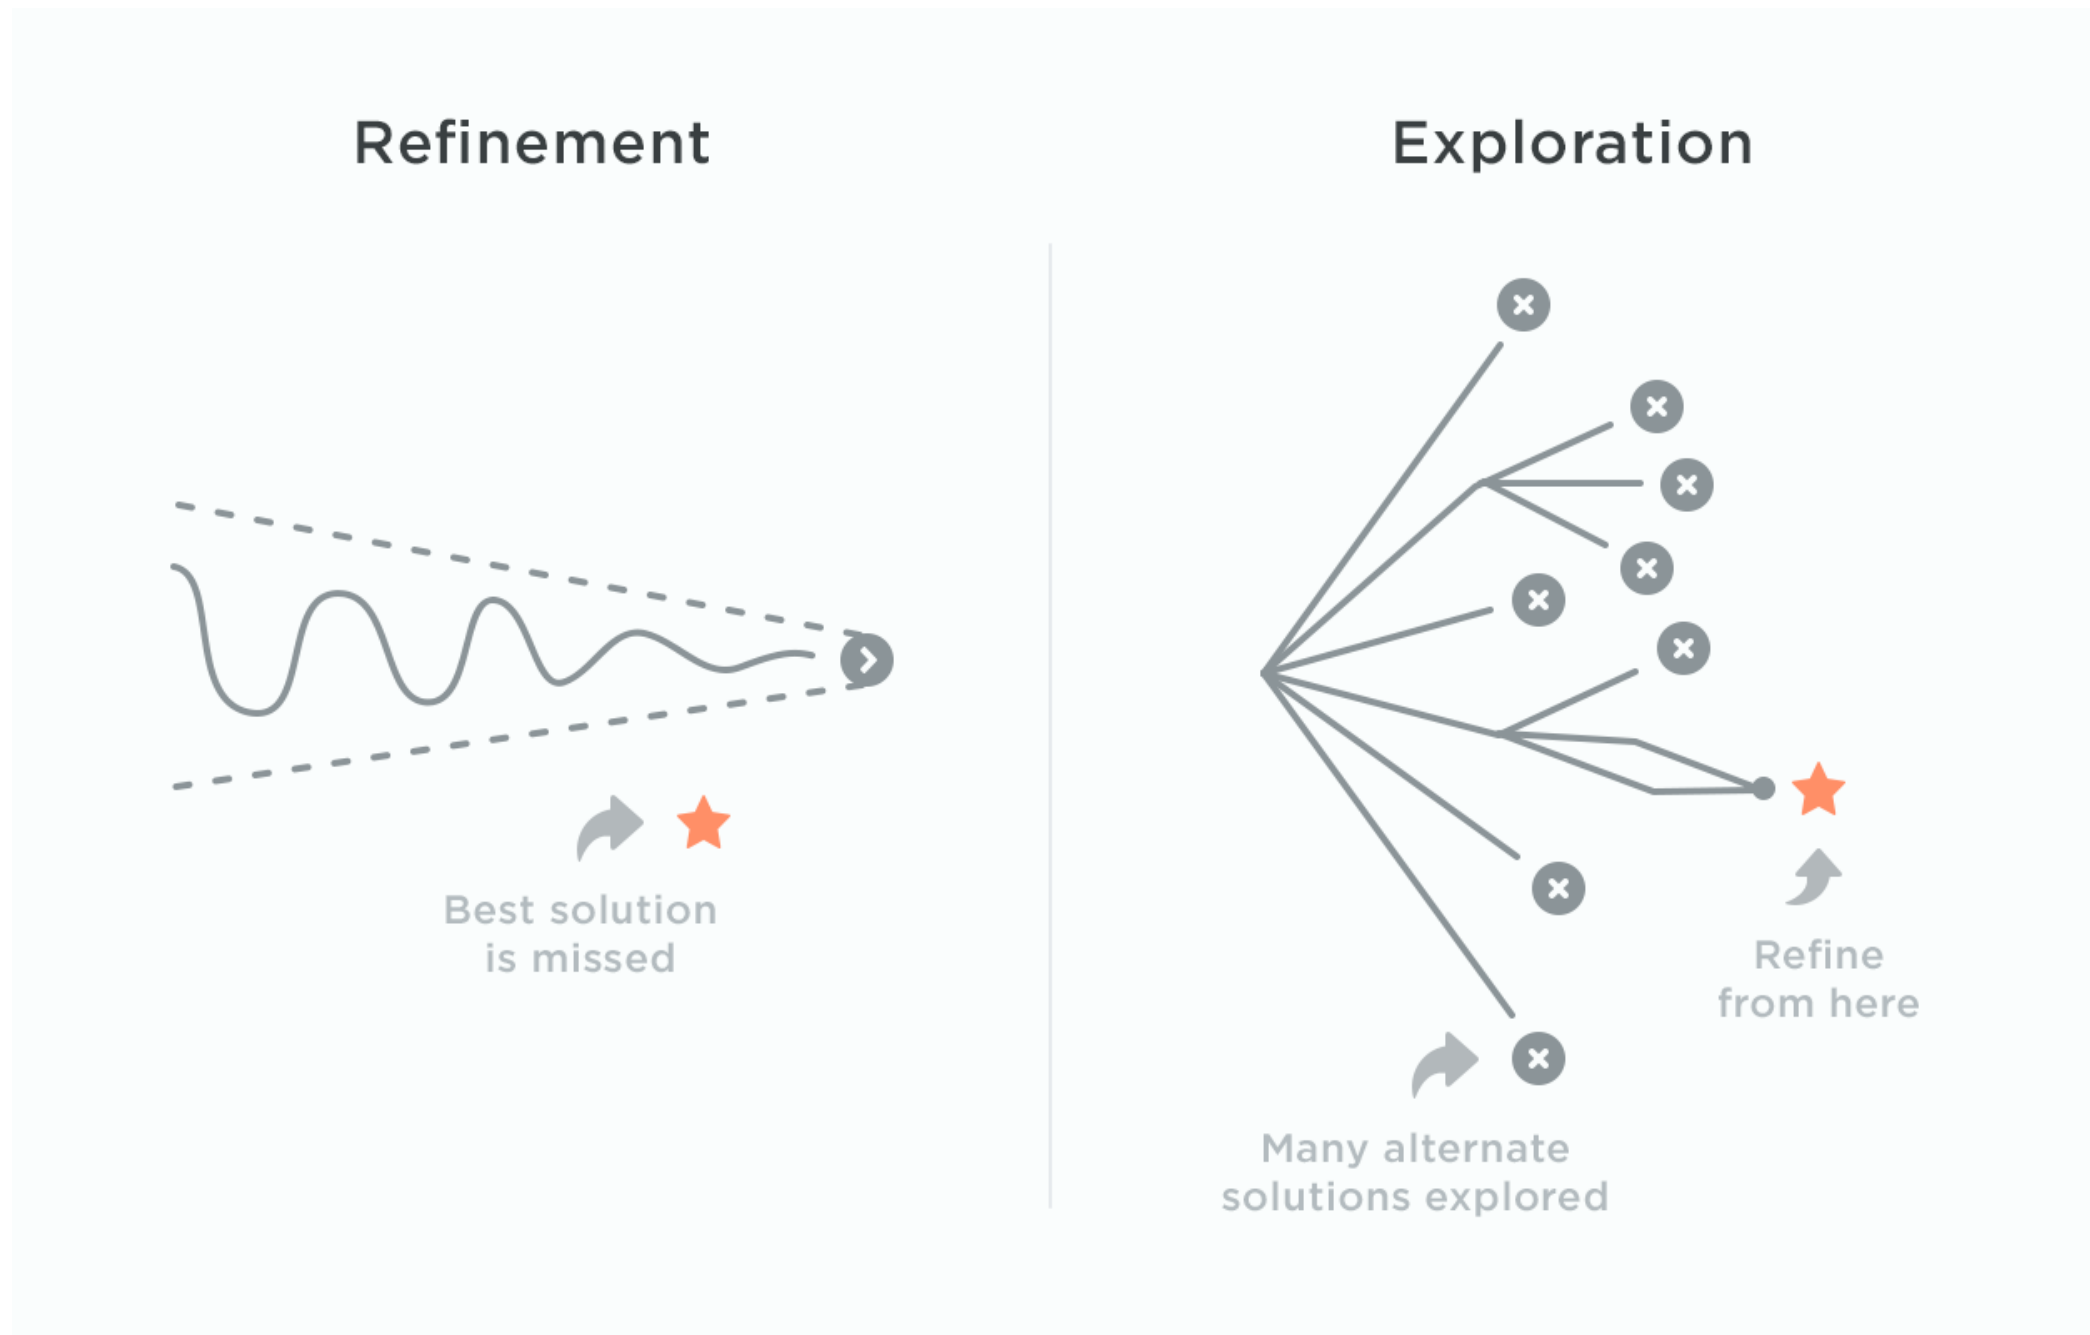 Refinement
Best solution
is missed
Exploration
Refine
from here
Many alternate
solutions explored